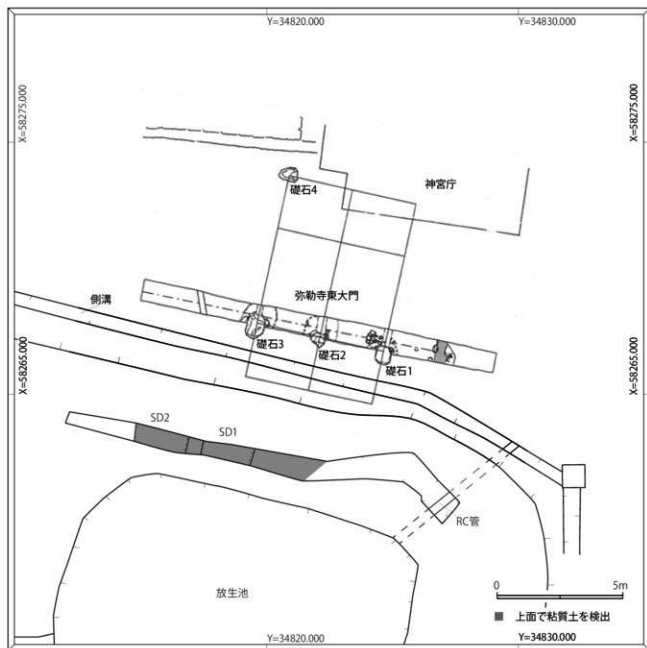 Y=34820.000
Y=34830.000
X=58275.000
X=58275.000
礎石4
神宮庁
弥勒寺東大門
側溝
礎石3
礎石2
礎石1
X=58265.000
X=58265.000
SD2
SD1
RC管
放生池
0
5m
■ 上面で粘質土を検出
Y=34820.000
Y=34830.000